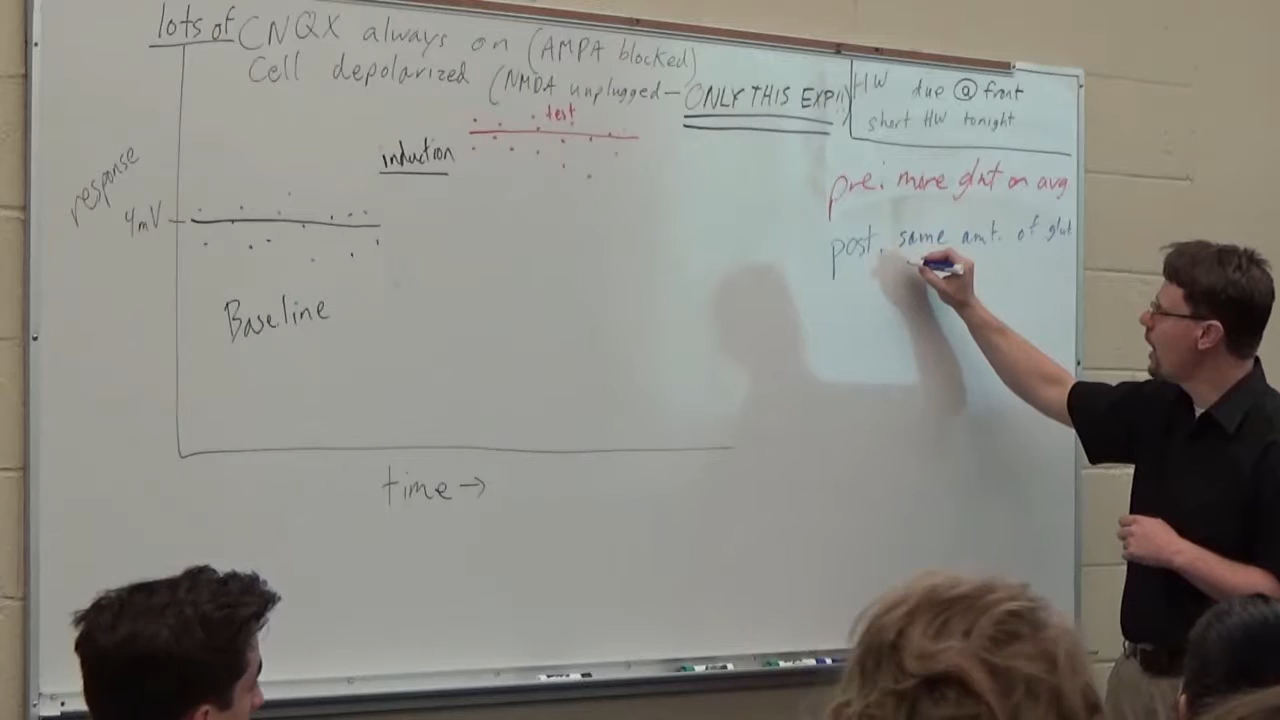 lots of CNQX always on (AMPA blocked)
Cell depolarized (NMDA unplugged— ONLY THIS EXP!!)
HW due @ front
short HW tonight
test
induction
response
4mV
Baseline
time →
pre. more glut on avg
post. same amt. of glut